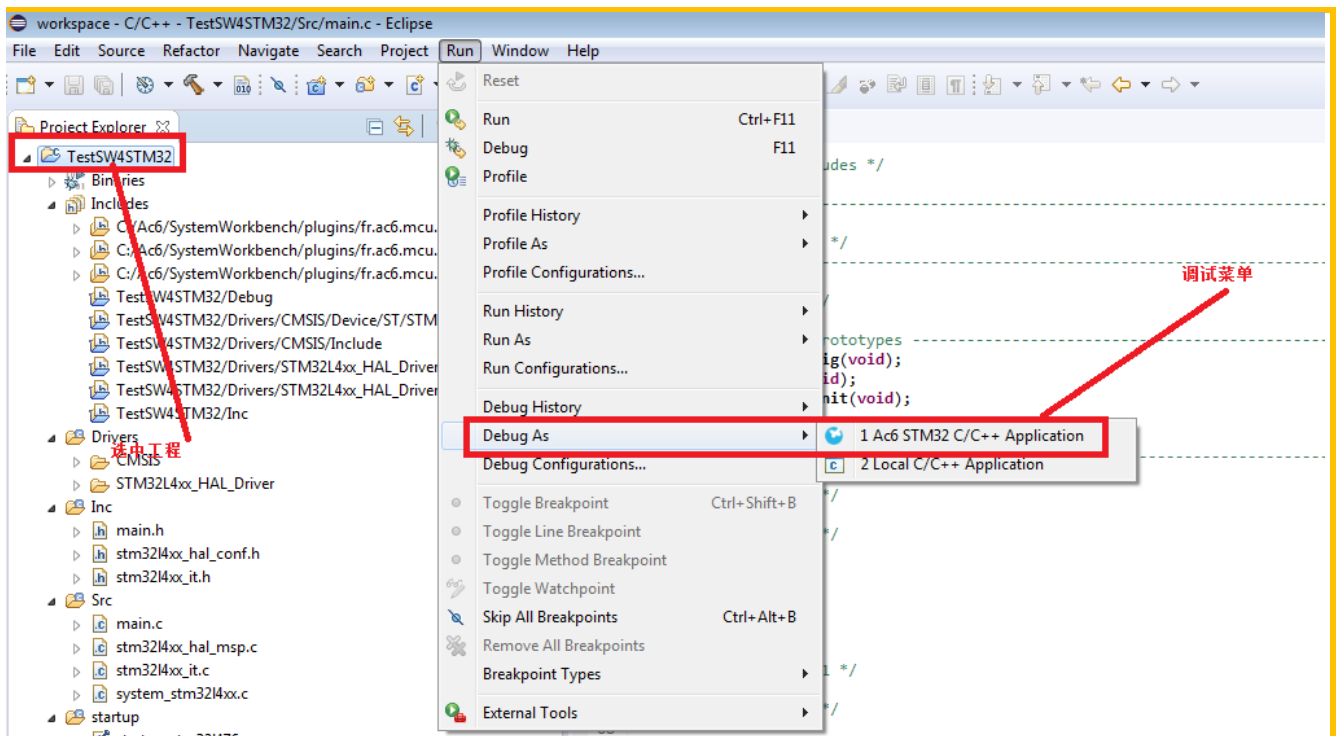 workspace - C/C++ - TestSW4STM32/Src/main.c - Eclipse
File Edit Source Refactor Navigate Search Project Run Window Help
Project Explorer
TestSW4STM32
Binaries
Includes
C:/Ac6/SystemWorkbench/plugins/fr.ac6.mcu.
C:/Ac6/SystemWorkbench/plugins/fr.ac6.mcu.
C:/Ac6/SystemWorkbench/plugins/fr.ac6.mcu.
TestSW4STM32/Debug
TestSW4STM32/Drivers/CMSIS/Device/ST/STM
TestSW4STM32/Drivers/CMSIS/Include
TestSW4STM32/Drivers/STM32L4xx_HAL_Driver
TestSW4STM32/Drivers/STM32L4xx_HAL_Driver
TestSW4STM32/Inc
Drivers
选中工程
CMSIS
STM32L4xx_HAL_Driver
Inc
main.h
stm32l4xx_hal_conf.h
stm32l4xx_it.h
Src
main.c
stm32l4xx_hal_msp.c
stm32l4xx_it.c
system_stm32l4xx.c
startup
Reset
Run Ctrl+F11
Debug F11
Profile
Profile History
Profile As
Profile Configurations...
Run History
Run As
Run Configurations...
Debug History
Debug As
Debug Configurations...
Toggle Breakpoint Ctrl+Shift+B
Toggle Line Breakpoint
Toggle Method Breakpoint
Toggle Watchpoint
Skip All Breakpoints Ctrl+Alt+B
Remove All Breakpoints
Breakpoint Types
External Tools
1 Ac6 STM32 C/C++ Application
2 Local C/C++ Application
调试菜单
udes */
*/
/
rototypes -----------------------------------------------
ig(void);
id);
nit(void);
*/
*/
1 */
*/